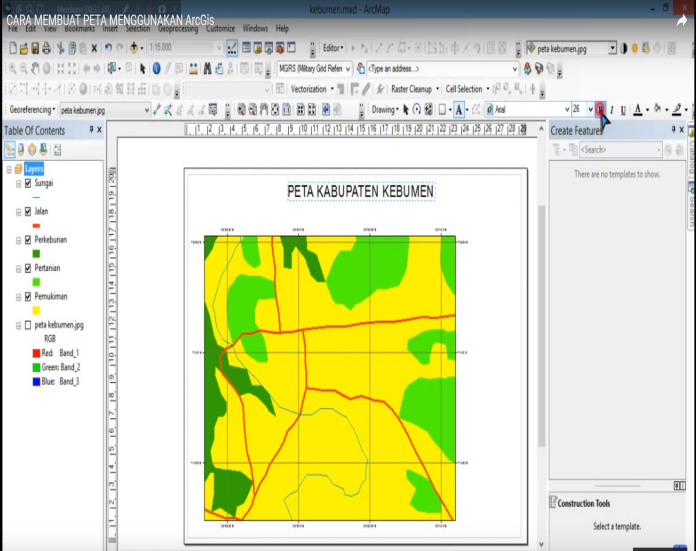 kebumen.mxd - ArcMap
CARA MEMBUAT PETA MENGGUNAKAN ArcGis
File Edit View Bookmarks Insert Selection Geoprocessing Customize Windows Help
1:15.000
Editor
peta kebumen.jpg
MGRS (Military Grid Referen
<Type an address...>
Vectorization
Raster Cleanup
Cell Selection
Georeferencing
peta kebumen.jpg
Drawing
A
Arial
26
B I U A
Table Of Contents
Layers
Sungai
Jalan
Perkebunan
Pertanian
Pemukiman
peta kebumen.jpg
RGB
Red: Band_1
Green: Band_2
Blue: Band_3
PETA KABUPATEN KEBUMEN
Create Features
<Search>
There are no templates to show.
Construction Tools
Select a template.